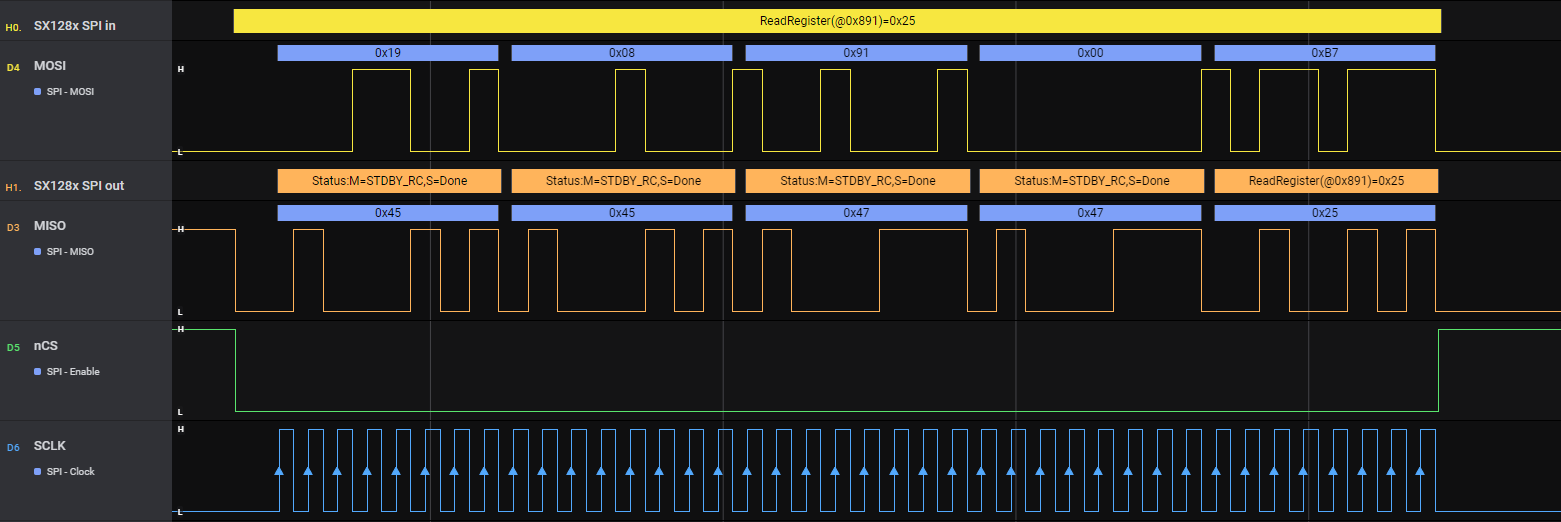 H0. SX128x SPI in
ReadRegister(@0x891)=0x25
D4 MOSI
SPI - MOSI
0x19 0x08 0x91 0x00 0xB7
H
L
H1. SX128x SPI out
Status:M=STDBY_RC,S=Done Status:M=STDBY_RC,S=Done Status:M=STDBY_RC,S=Done Status:M=STDBY_RC,S=Done ReadRegister(@0x891)=0x25
D3 MISO
SPI - MISO
0x45 0x45 0x47 0x47 0x25
H
L
D5 nCS
SPI - Enable
H
L
D6 SCLK
SPI - Clock
H
L